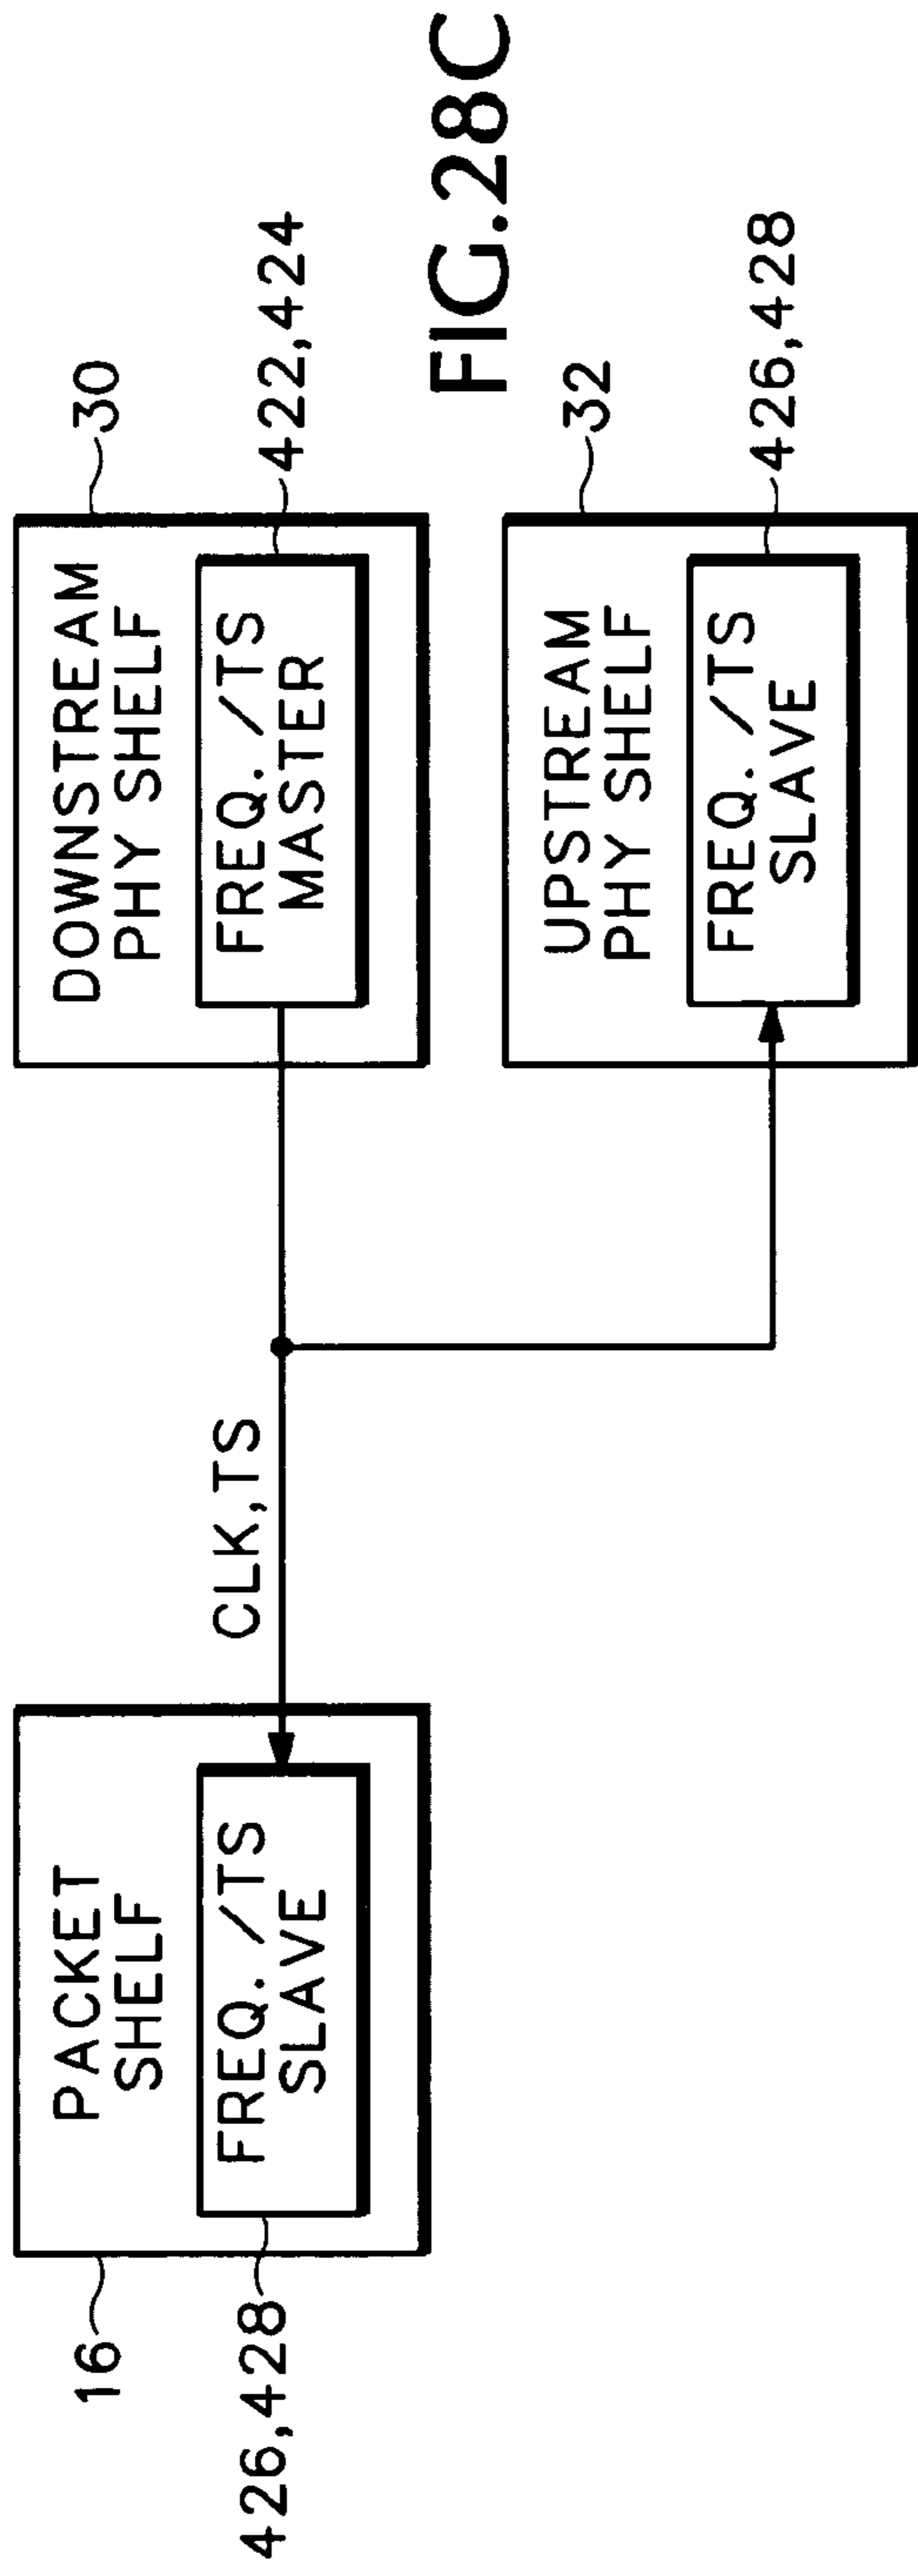 16
PACKET
SHELF
FREQ./TS
SLAVE
426,428
CLK,TS
DOWNSTREAM
PHY SHELF
FREQ./TS
MASTER
30
422,424
UPSTREAM
PHY SHELF
FREQ./TS
SLAVE
32
426,428
FIG.28C